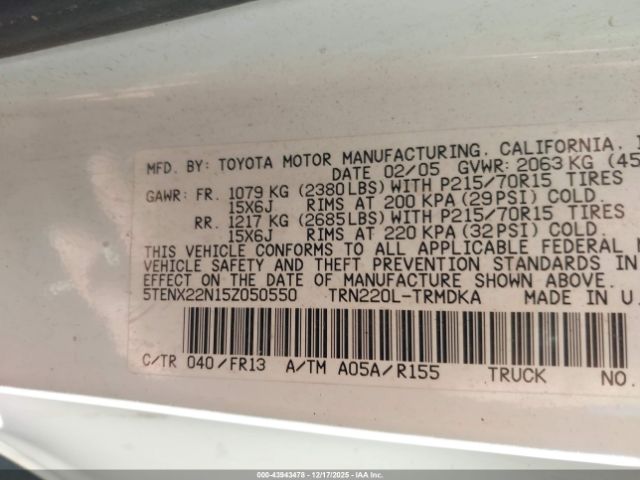 MFD. BY: TOYOTA MOTOR MANUFACTURING, CALIFORNIA, I
DATE 02/05 GVWR: 2063 KG (45
GAWR: FR. 1079 KG (2380 LBS) WITH P215/70R15 TIRES
15X6J RIMS AT 200 KPA (29 PSI) COLD.
RR. 1217 KG (2685 LBS) WITH P215/70R15 TIRES
15X6J RIMS AT 220 KPA (32 PSI) COLD.
THIS VEHICLE CONFORMS TO ALL APPLICABLE FEDERAL M
VEHICLE SAFETY AND THEFT PREVENTION STANDARDS IN
EFFECT ON THE DATE OF MANUFACTURE SHOWN ABOVE.
5TENX22N15Z050550 TRN220L-TRMDKA MADE IN U.
C/TR 040/FR13 A/TM A05A/R155 TRUCK NO.
000-43943478 - 12/17/2025 - IAA, Inc.